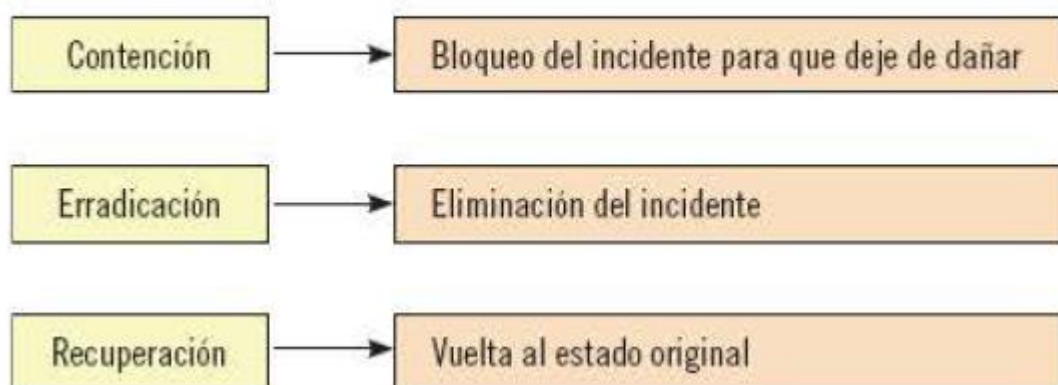 Contención
Bloqueo del incidente para que deje de dañar
Erradicación
Eliminación del incidente
Recuperación
Vuelta al estado original